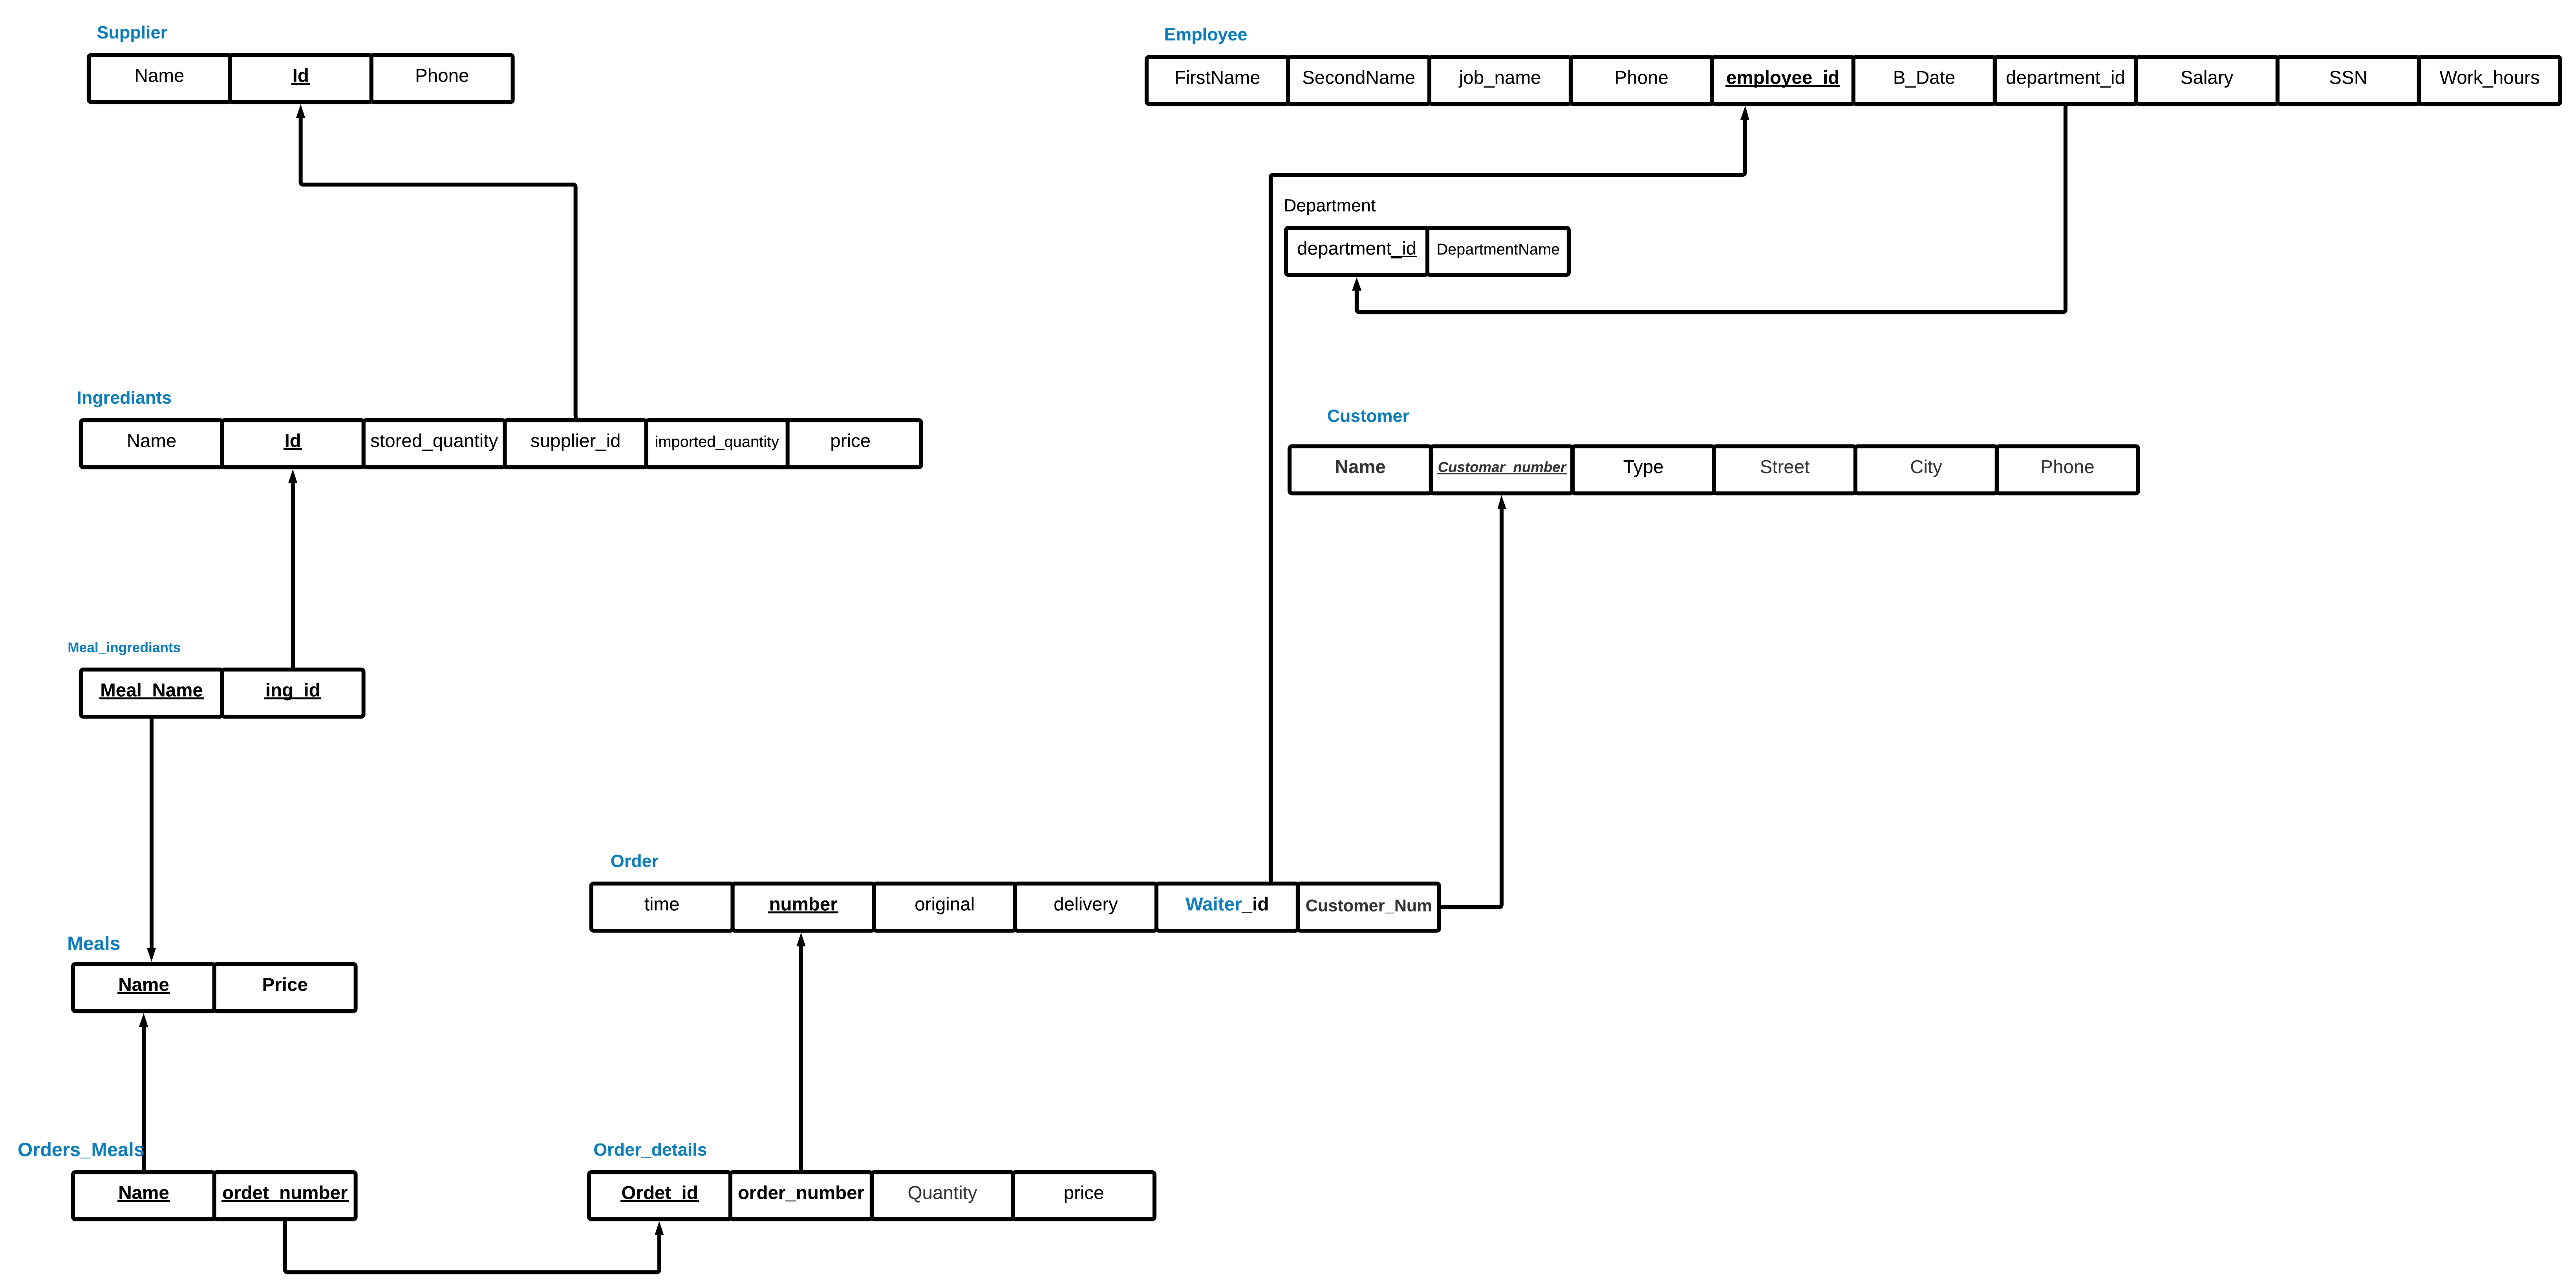 Supplier
Name Id Phone
Employee
FirstName SecondName job_name Phone employee_id B_Date department_id Salary SSN Work_hours
Department
department_id DepartmentName
Ingrediants
Name Id stored_quantity supplier_id imported_quantity price
Customer
Name Customar_number Type Street City Phone
Meal_ingrediants
Meal_Name ing_id
Order
time number original delivery Waiter_id Customer_Num
Meals
Name Price
Orders_Meals
Name ordet_number
Order_details
Ordet_id order_number Quantity price